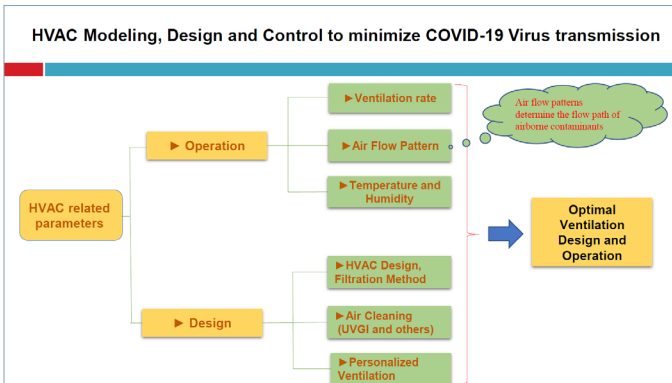 HVAC Modeling, Design and Control to minimize COVID-19 Virus transmission
►Ventilation rate
Air flow patterns
determine the flow path of
airborne contaminants
► Operation
►Air Flow Pattern
►Temperature and
Humidity
HVAC related
parameters
Optimal
Ventilation
Design and
Operation
►HVAC Design,
Filtration Method
► Design
►Air Cleaning
(UVGI and others)
►Personalized
Ventilation